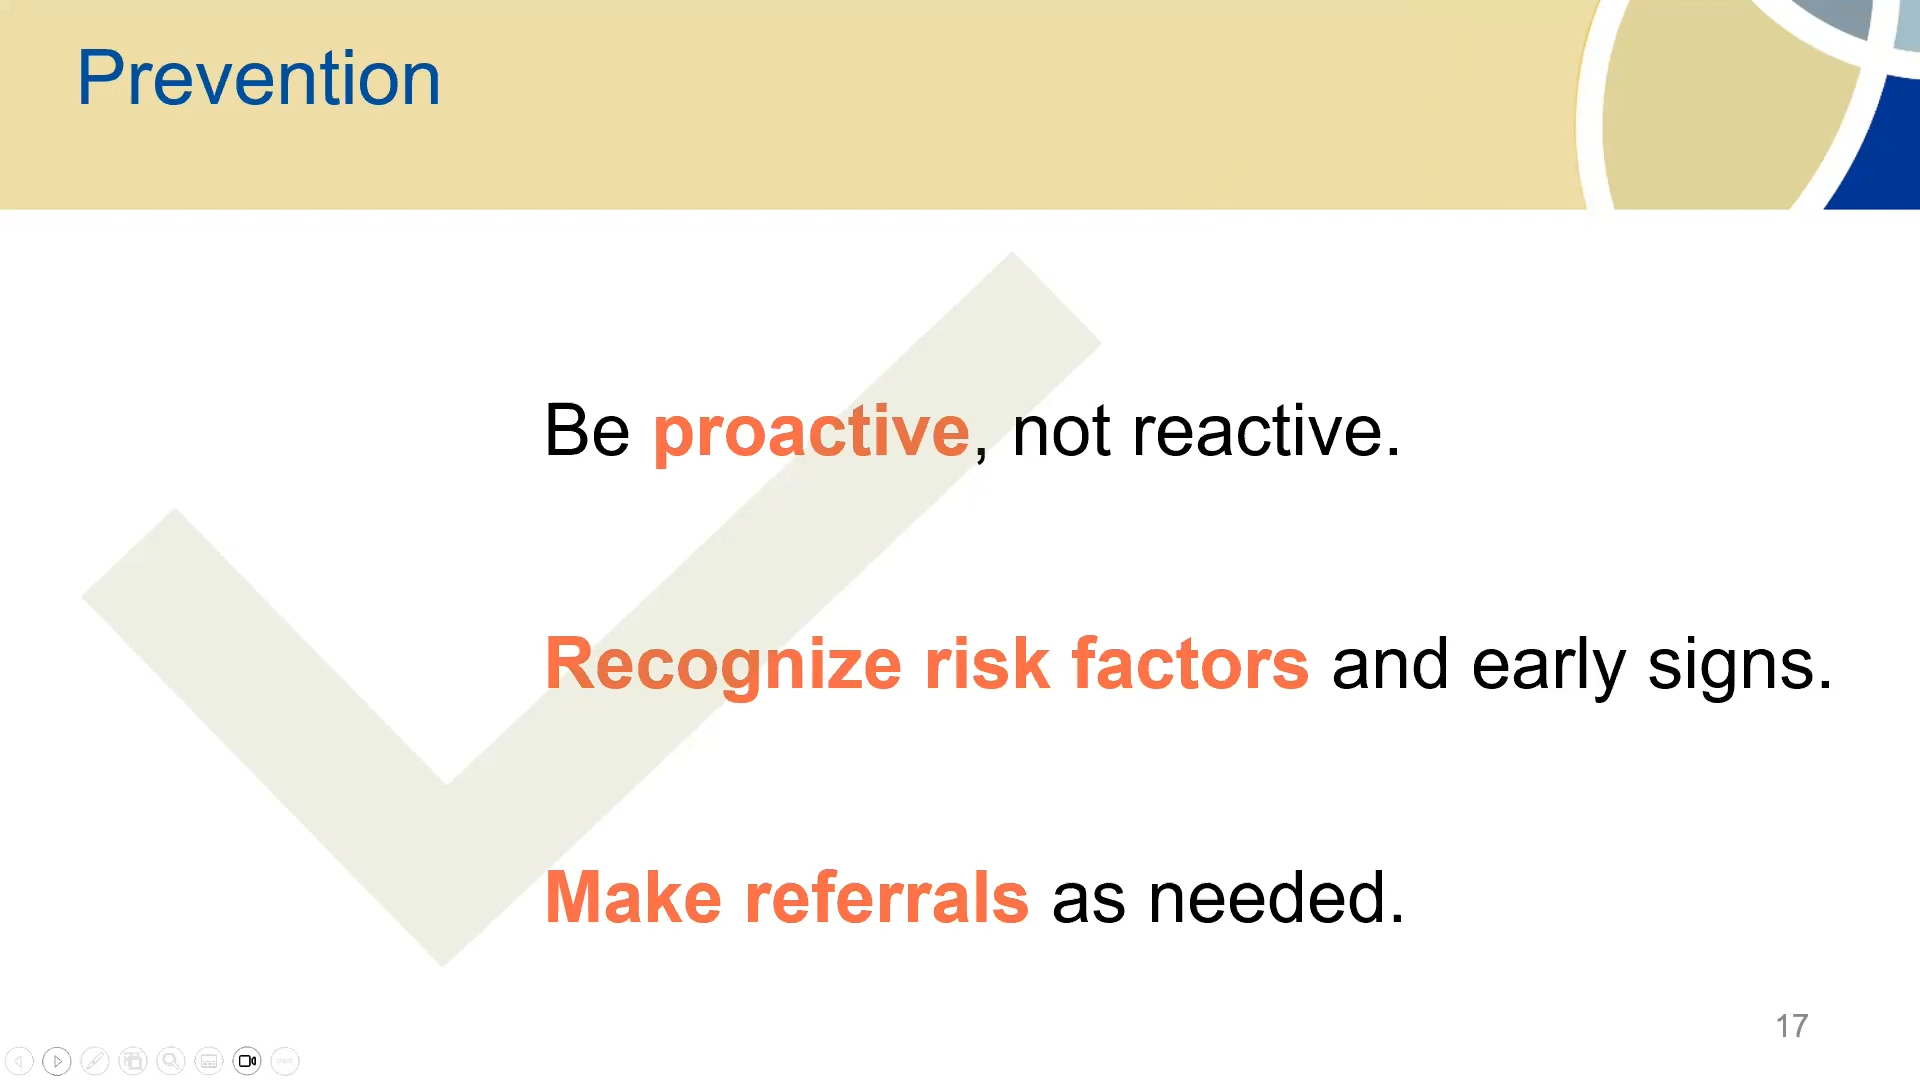 Prevention
Be proactive, not reactive.
Recognize risk factors and early signs.
Make referrals as needed.
17